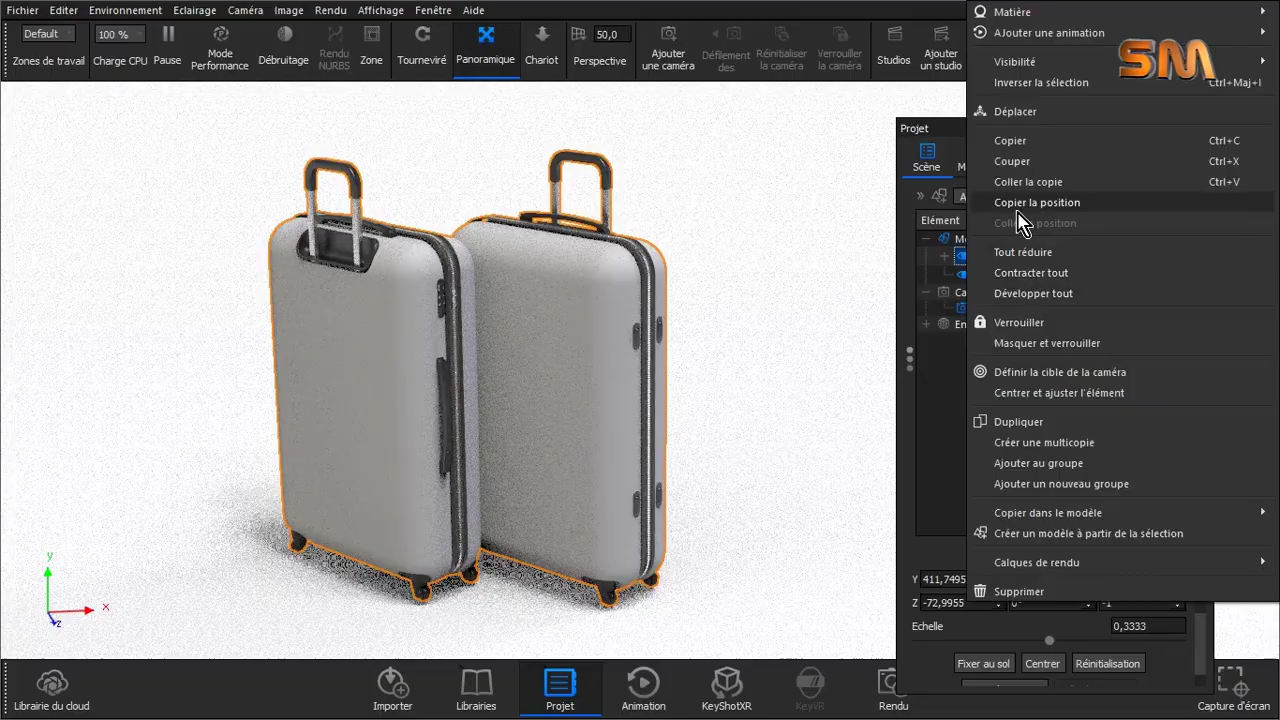 Fichier Editer Environnement Eclairage Caméra Image Rendu Affichage Fenêtre Aide
Default
100 %
50,0
Zones de travail
Charge CPU
Pause
Mode Performance
Débruitage
Rendu NURBS
Zone
Tourneviré
Panoramique
Chariot
Perspective
Ajouter une caméra
Défilement des
Réinitialiser la caméra
Verrouiller la caméra
Studios
Ajouter un studio
SM
Matière
Ajouter une animation
Visibilité
Inverser la sélection Ctrl+Maj+I
Déplacer
Copier Ctrl+C
Couper Ctrl+X
Coller la copie Ctrl+V
Copier la position
position
Tout réduire
Contracter tout
Développer tout
Verrouiller
Masquer et verrouiller
Définir la cible de la caméra
Centrer et ajuster l'élément
Dupliquer
Créer une multicopie
Ajouter au groupe
Ajouter un nouveau groupe
Copier dans le modèle
Créer un modèle à partir de la sélection
Calques de rendu
Supprimer
Projet
Scène M
A
Elément
Mo
Ca
En
Y 411,7495
Z -72,9955 0° -1
Echelle 0,3333
Fixer au sol Centrer Réinitialisation
y
x
z
Librairie du cloud
Importer
Librairies
Projet
Animation
KeyShotXR
KeyVR
Rendu
Capture d'écran